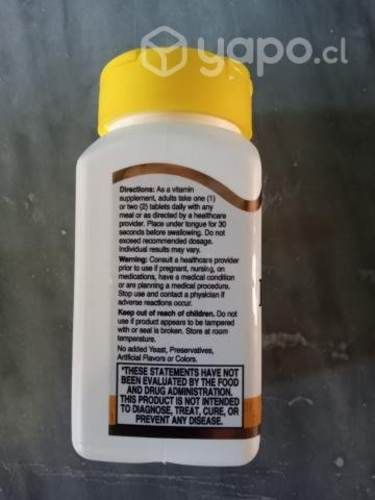 yapo.cl
Directions: As a vitamin
supplement, adults take one (1)
or two (2) tablets daily with any
meal or as directed by a healthcare
provider. Place under tongue for 30
seconds before swallowing. Do not
exceed recommended dosage.
Individual results may vary.
Warning: Consult a healthcare provider
prior to use if pregnant, nursing, on
medications, have a medical condition
or are planning a medical procedure.
Stop use and contact a physician if
adverse reactions occur.
Keep out of reach of children. Do not
use if product appears to be tampered
with or seal is broken. Store at room
temperature.
No added Yeast, Preservatives,
Artificial Flavors or Colors.
*THESE STATEMENTS HAVE NOT
BEEN EVALUATED BY THE FOOD
AND DRUG ADMINISTRATION.
THIS PRODUCT IS NOT INTENDED
TO DIAGNOSE, TREAT, CURE, OR
PREVENT ANY DISEASE.